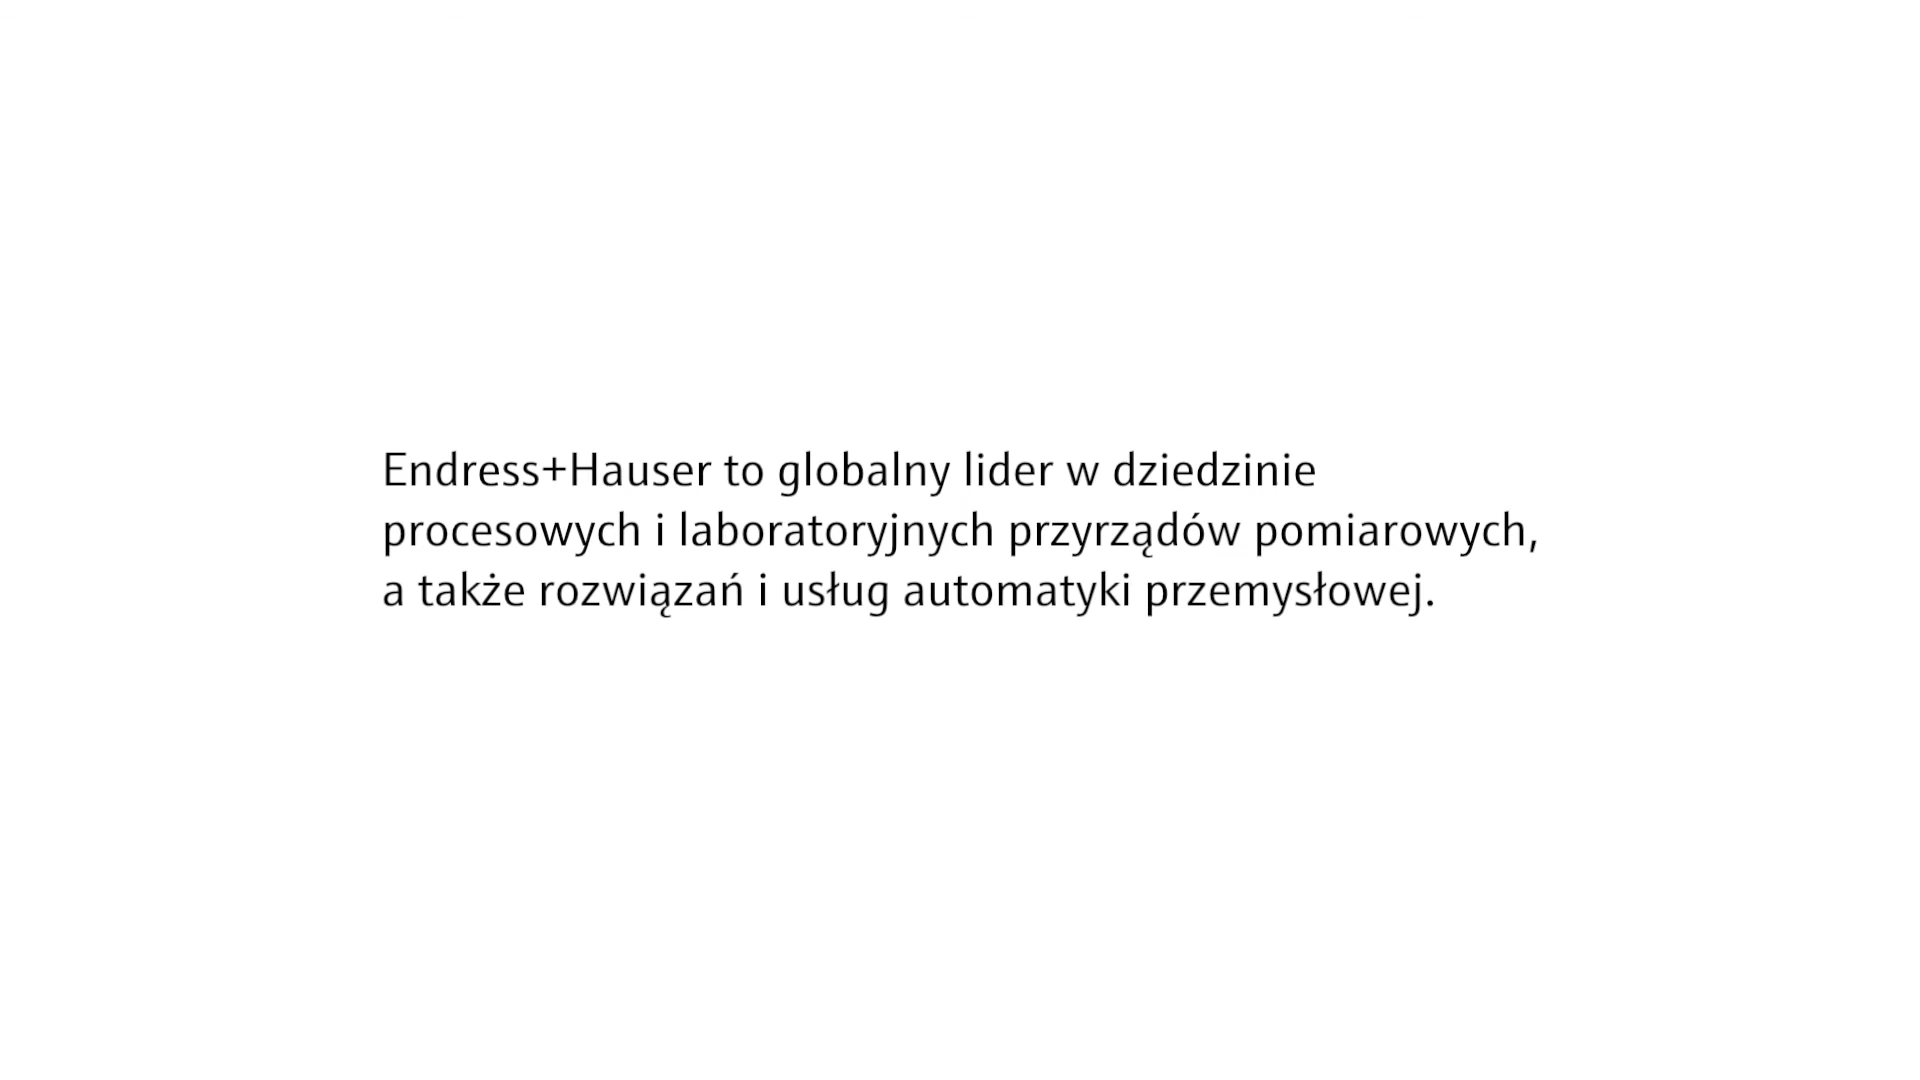 Endress+Hauser to globalny lider w dziedzinie
procesowych i laboratoryjnych przyrządów pomiarowych,
a także rozwiązań i usług automatyki przemysłowej.